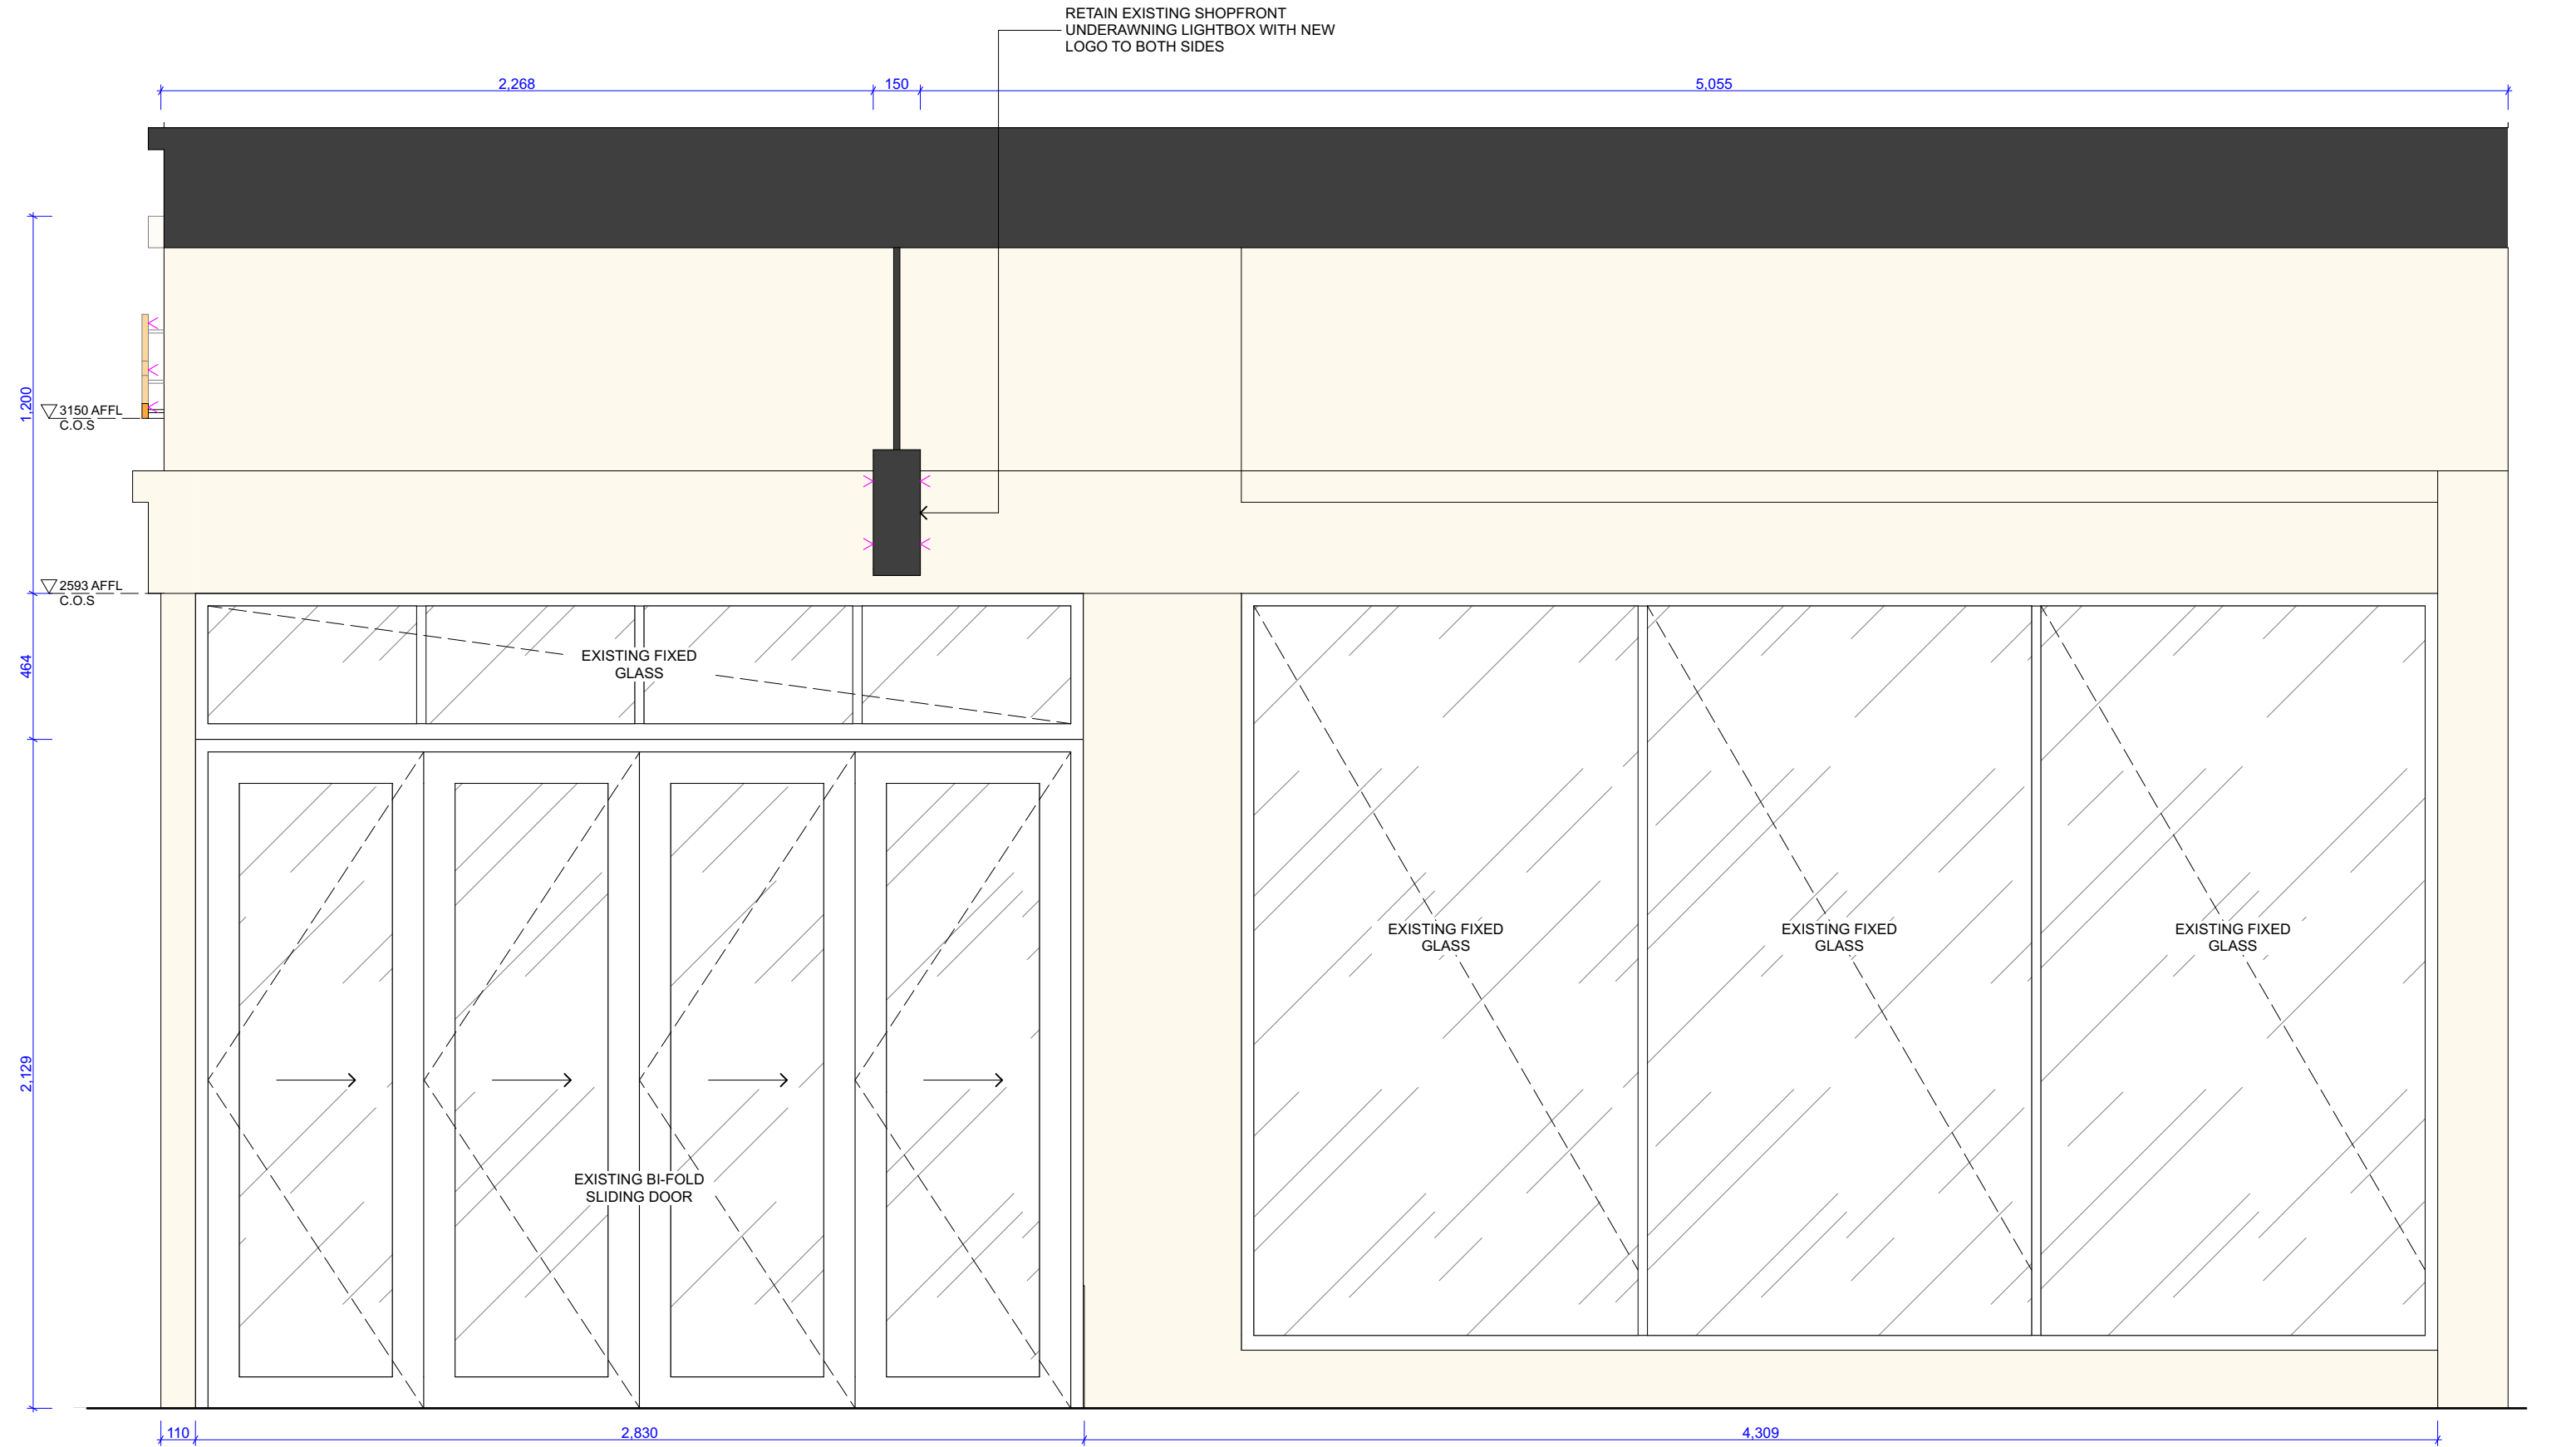 RETAIN EXISTING SHOPFRONT
UNDERAWNING LIGHTBOX WITH NEW
LOGO TO BOTH SIDES
2,268
150
5,055
1,200
3150 AFFL
C.O.S
2593 AFFL
C.O.S
464
EXISTING FIXED
GLASS
EXISTING FIXED
GLASS
EXISTING FIXED
GLASS
EXISTING FIXED
GLASS
2,129
EXISTING BI-FOLD
SLIDING DOOR
110
2,830
4,309